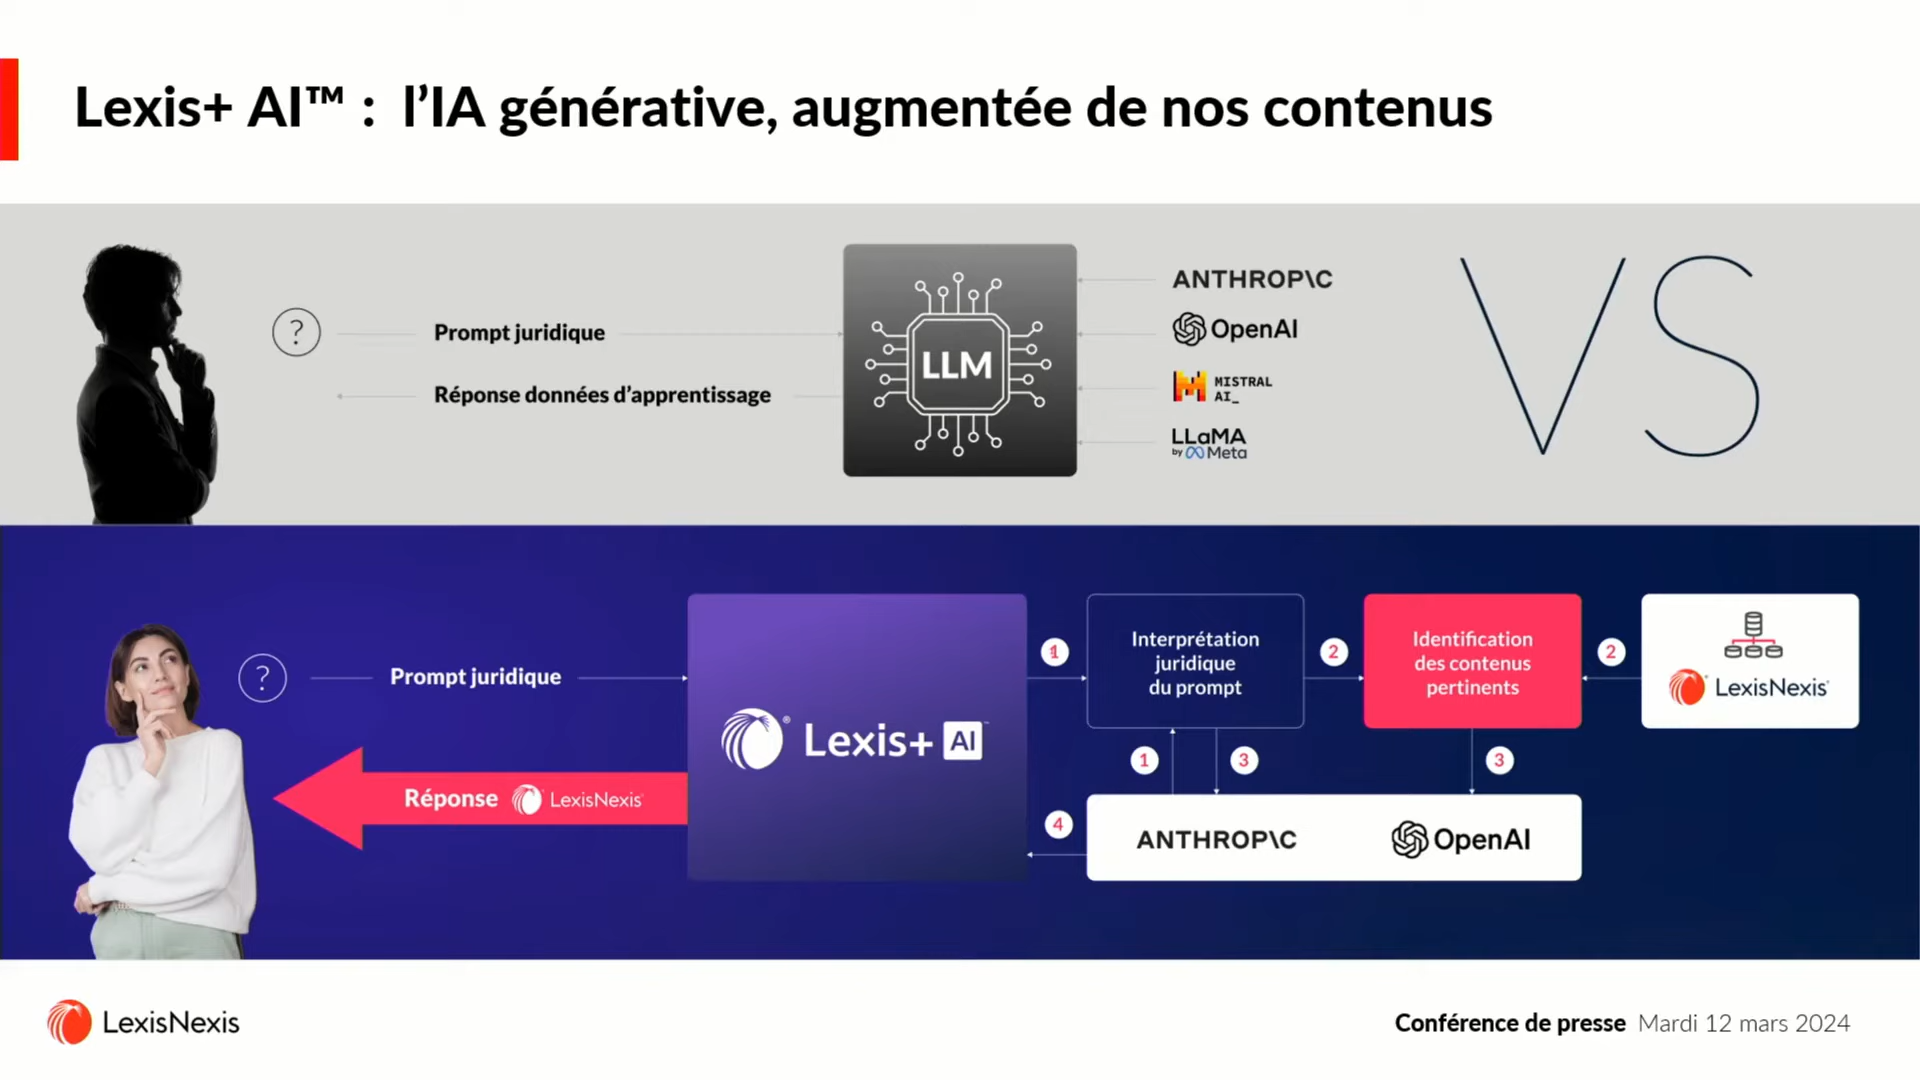 Lexis+ AI™ : l’IA générative, augmentée de nos contenus
?
Prompt juridique
Réponse données d’apprentissage
LLM
ANTHROP\C
OpenAI
MISTRAL
AI_
LLaMA
by Meta
VS
?
Prompt juridique
Réponse LexisNexis®
Lexis+ AI™
1
Interprétation
juridique
du prompt
2
Identification
des contenus
pertinents
2
LexisNexis®
1
3
3
4
ANTHROP\C
OpenAI
LexisNexis
Conférence de presse Mardi 12 mars 2024